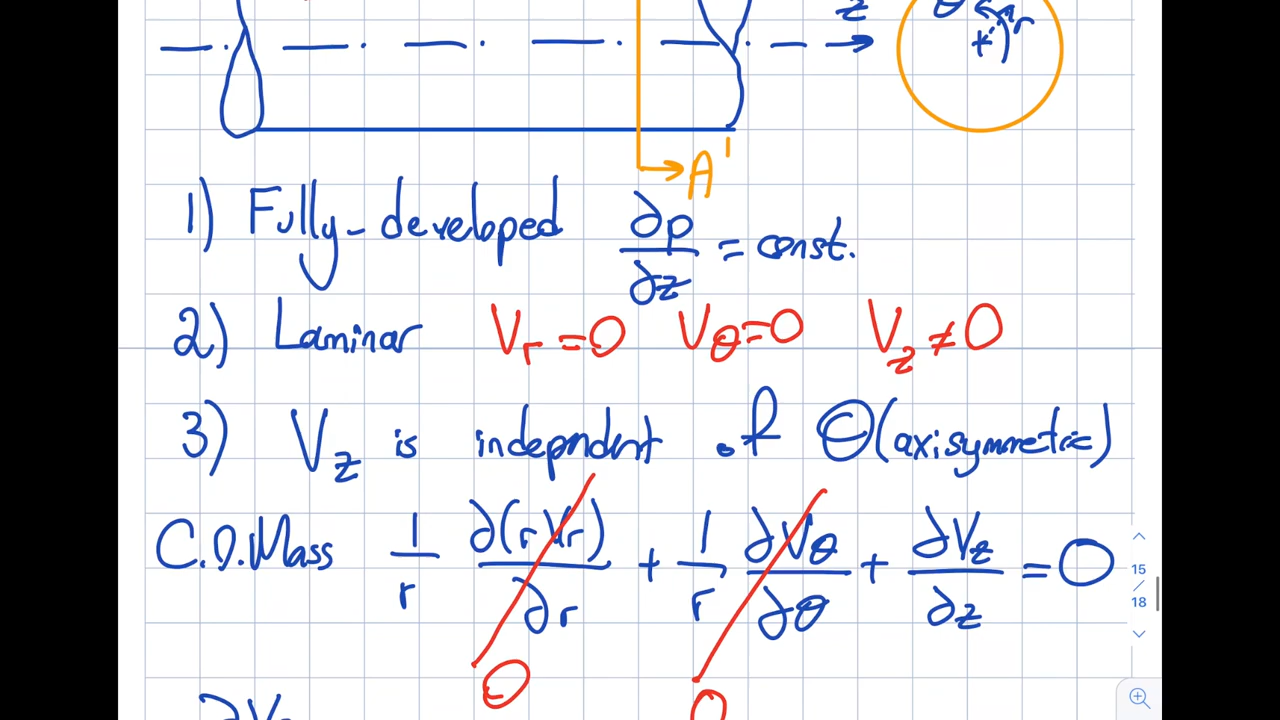 z θ r
A'
1) Fully-developed ∂p/∂z = const.
2) Laminar Vr=0 Vθ=0 Vz≠0
3) Vz is indepndent of θ(axisymmetric)
C.O.Mass 1/r ∂(rVr)/∂r + 1/r ∂Vθ/∂θ + ∂Vz/∂z = 0
0 0
15
/
18
∂V